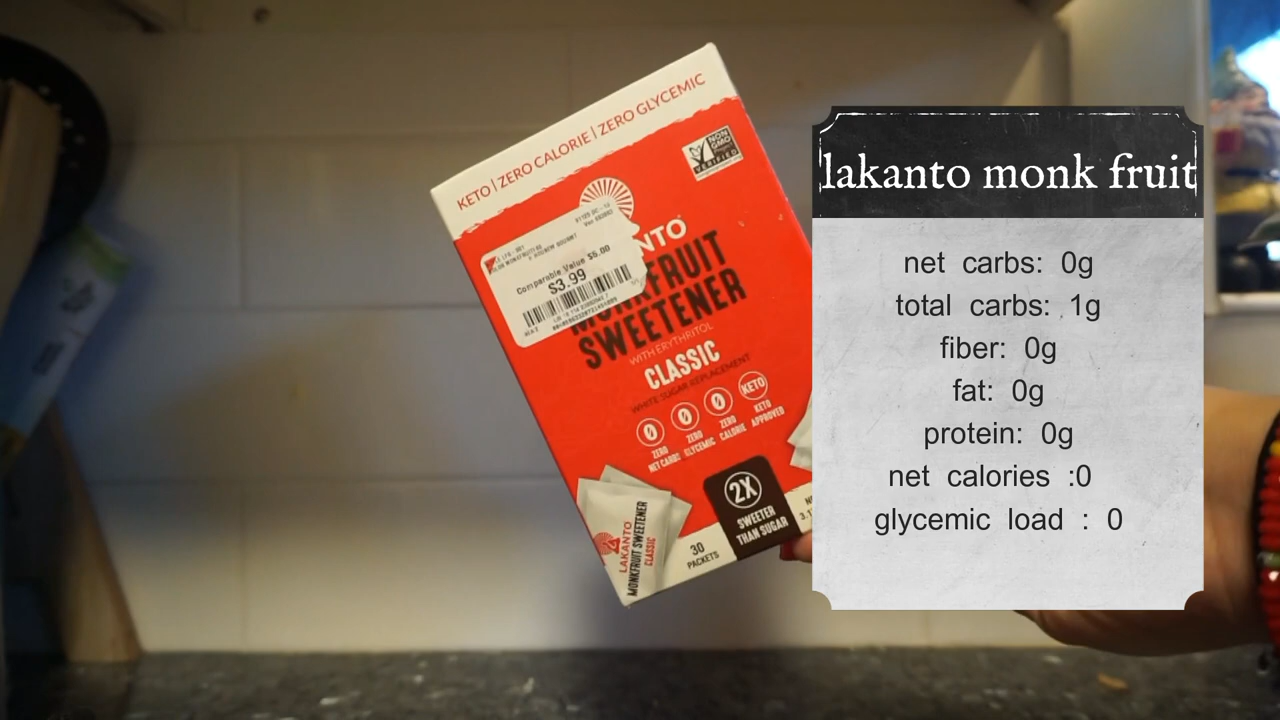 KETO | ZERO CALORIE | ZERO GLYCEMIC
NON
GMO
VERIFIED
Comparable Value $5.00
$3.99
NTO
MONKFRUIT
SWEETENER
WITH ERYTHRITOL
CLASSIC
WHITE SUGAR REPLACEMENT
0 0 0 KETO
ZERO NET CARBS
ZERO GLYCEMIC
ZERO CALORIE
KETO APPROVED
2X
SWEETER
THAN SUGAR
30
PACKETS
LAKANTO
MONKFRUIT SWEETENER
CLASSIC
lakanto monk fruit
net carbs: 0g
total carbs: 1g
fiber: 0g
fat: 0g
protein: 0g
net calories :0
glycemic load : 0